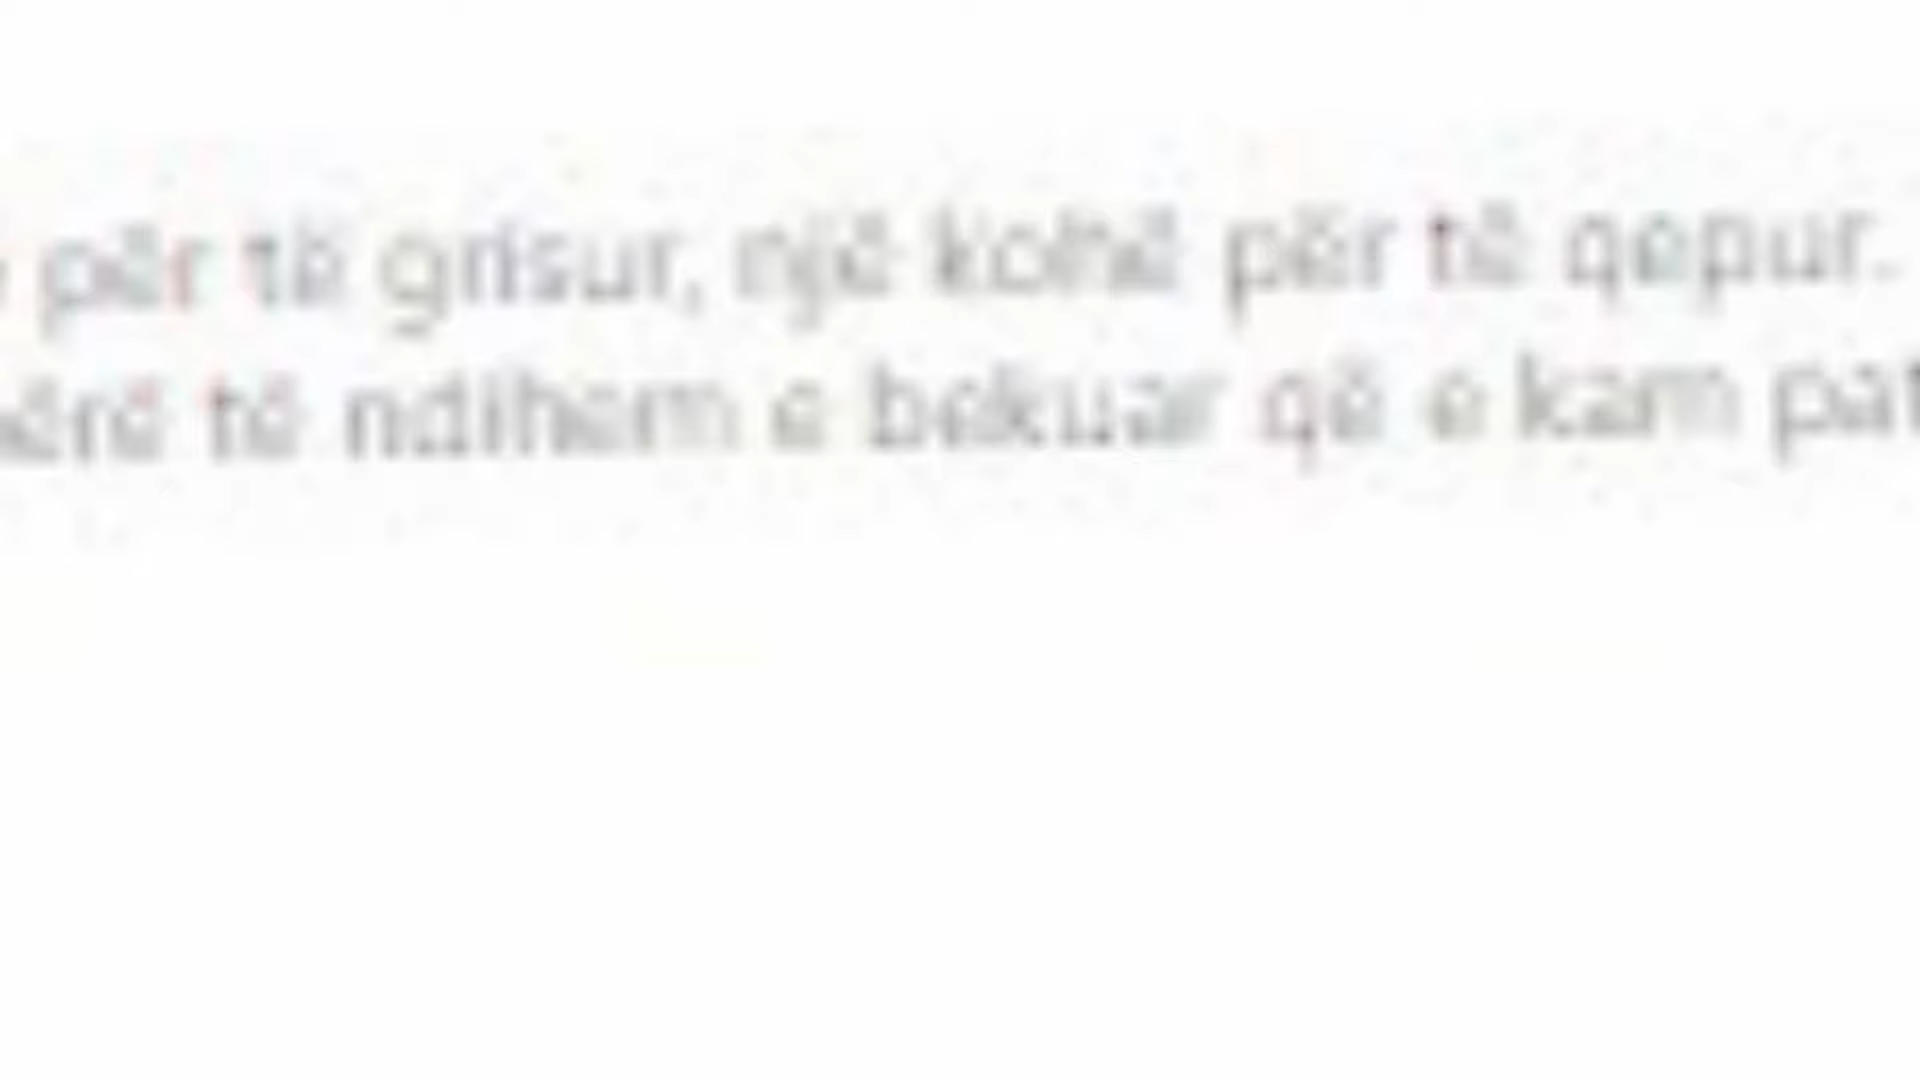 për të grisur, një kohë për të qepur.
të ndihem e bekuar që e kam